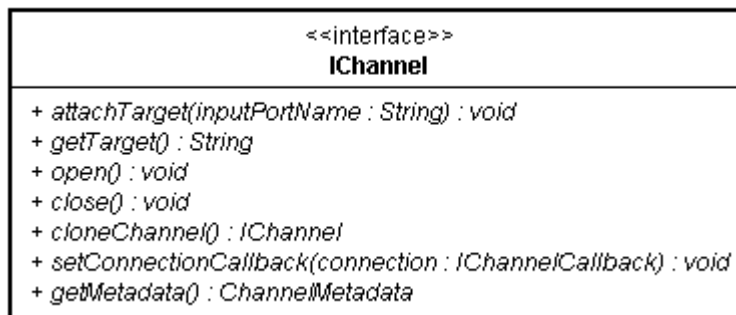 <<interface>>
IChannel
+ attachTarget(inputPortName : String) : void
+ getTarget() : String
+ open() : void
+ close() : void
+ cloneChannel() : IChannel
+ setConnectionCallback(connection : IChannelCallback) : void
+ getMetadata() : ChannelMetadata